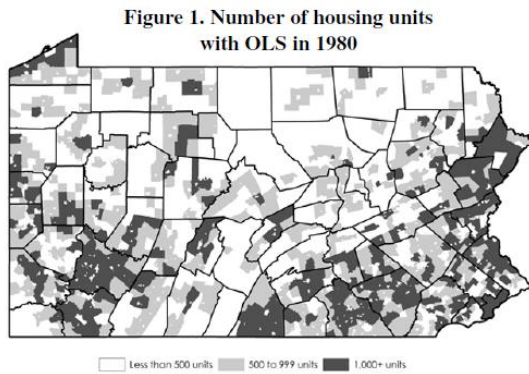 Figure 1. Number of housing units
with OLS in 1980
Less than 500 units 500 to 999 units 1,000+ units